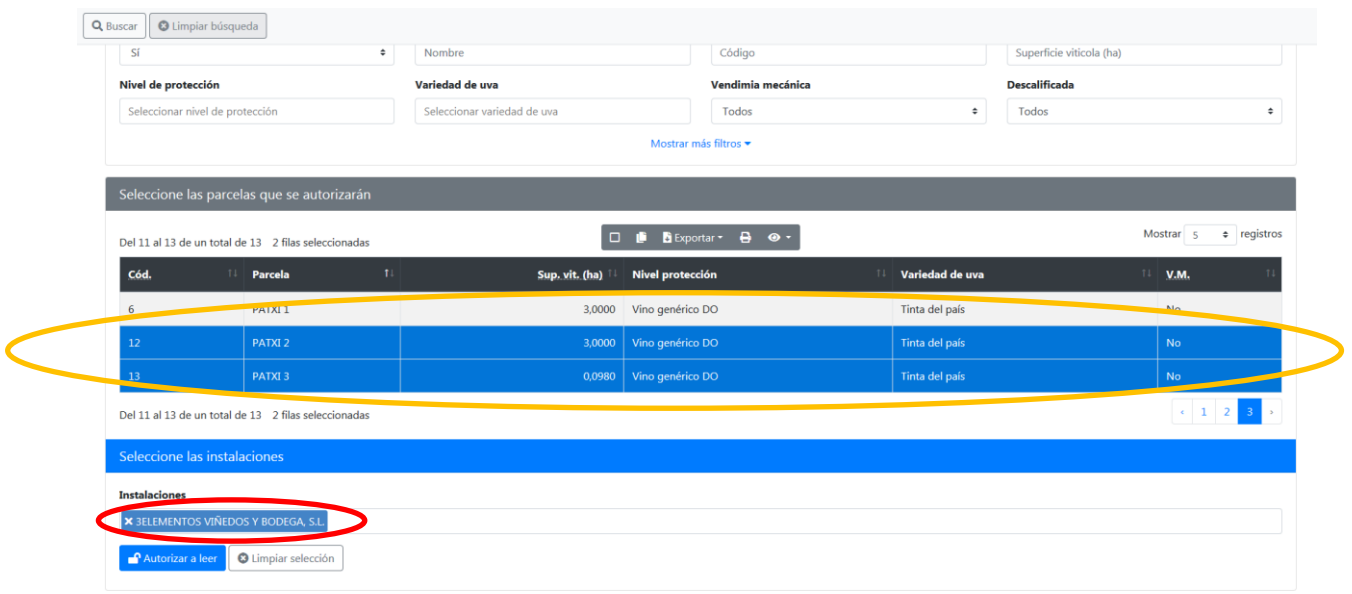 Buscar Limpiar búsqueda
Sí Nombre Código Superficie vitícola (ha)
Nivel de protección Variedad de uva Vendimia mecánica Descalificada
Seleccionar nivel de protección Seleccionar variedad de uva Todos Todos
Mostrar más filtros
Seleccione las parcelas que se autorizarán
Del 11 al 13 de un total de 13 2 filas seleccionadas Exportar Mostrar 5 registros
Cód. Parcela Sup. vit. (ha) Nivel protección Variedad de uva V.M.
6 PATXI 1 3,0000 Vino genérico DO Tinta del país No
12 PATXI 2 3,0000 Vino genérico DO Tinta del país No
13 PATXI 3 0,0980 Vino genérico DO Tinta del país No
Del 11 al 13 de un total de 13 2 filas seleccionadas ‹ 1 2 3 ›
Seleccione las instalaciones
Instalaciones
× 3ELEMENTOS VIÑEDOS Y BODEGA, S.L.
Autorizar a leer Limpiar selección